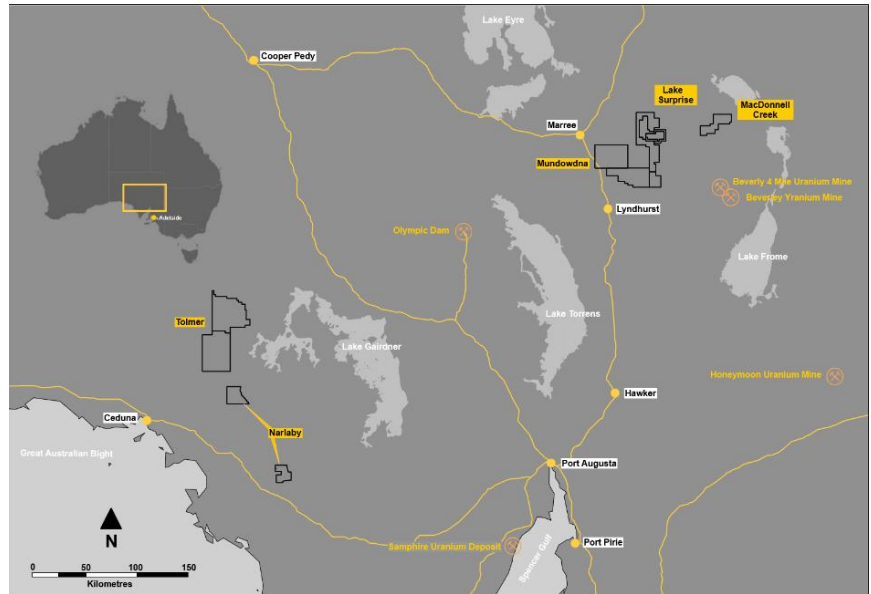 Lake Eyre
Cooper Pedy
Lake
Surprise
MacDonnell
Creek
Marree
Mundowdna
Beverly 4 Mile Uranium Mine
Beverley Yranium Mine
Lyndhurst
Adelaide
Olympic Dam
Lake Frome
Tolmer
Lake Torrens
Lake Gairdner
Honeymoon Uranium Mine
Hawker
Ceduna
Narlaby
Great Australian Bight
Port Augusta
N
Samphire Uranium Deposit
Port Pirie
Spencer Gulf
0 50 100 150
Kilometres